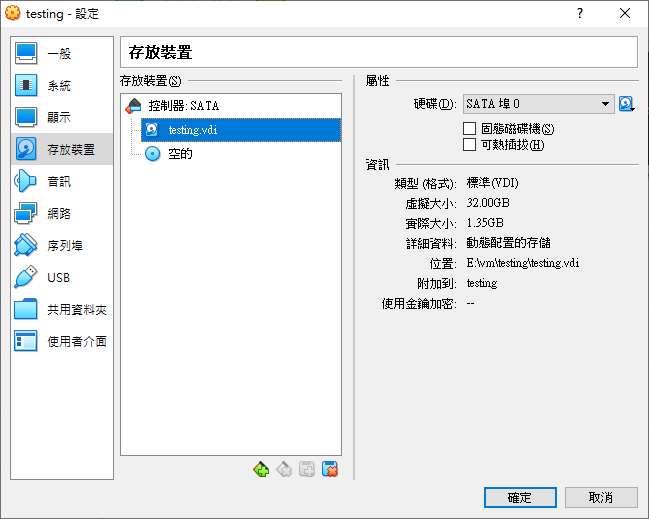 testing - 設定
?
一般
系統
顯示
存放裝置
音訊
網路
序列埠
USB
共用資料夾
使用者介面
存放裝置
存放裝置(S)
控制器: SATA
testing.vdi
空的
屬性
硬碟(D): SATA 埠 0
固態磁碟機(S)
可熱插拔(H)
資訊
類型 (格式): 標準(VDI)
虛擬大小: 32.00GB
實際大小: 1.35GB
詳細資料: 動態配置的存儲
位置: E:\vm\testing\testing.vdi
附加到: testing
使用金鑰加密: --
確定
取消